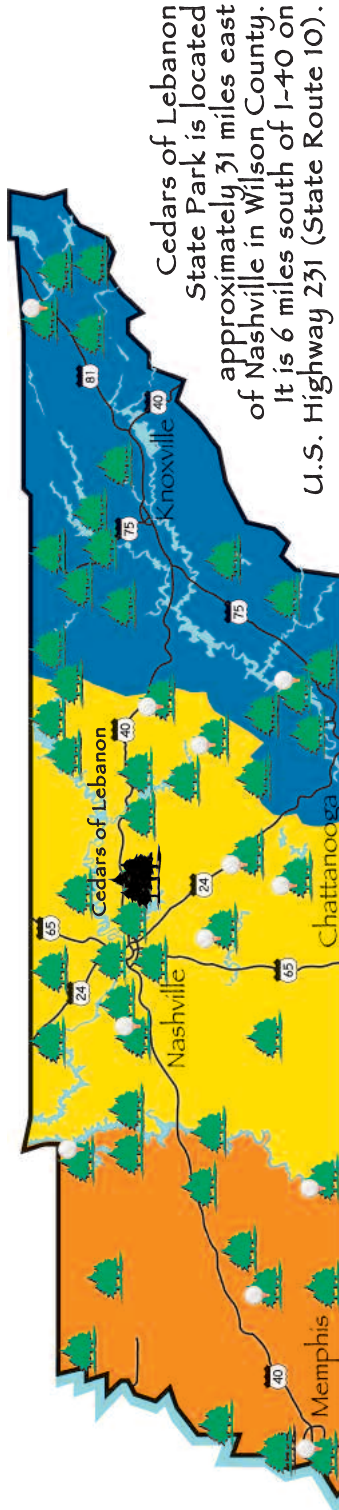 Cedars of Lebanon
State Park is located
approximately 31 miles east
of Nashville in Wilson County.
It is 6 miles south of I-40 on
U.S. Highway 231 (State Route 10).
Cedars of Lebanon
Memphis
Nashville
Chattanooga
Knoxville
40
24
65
24
65
40
75
75
40
81